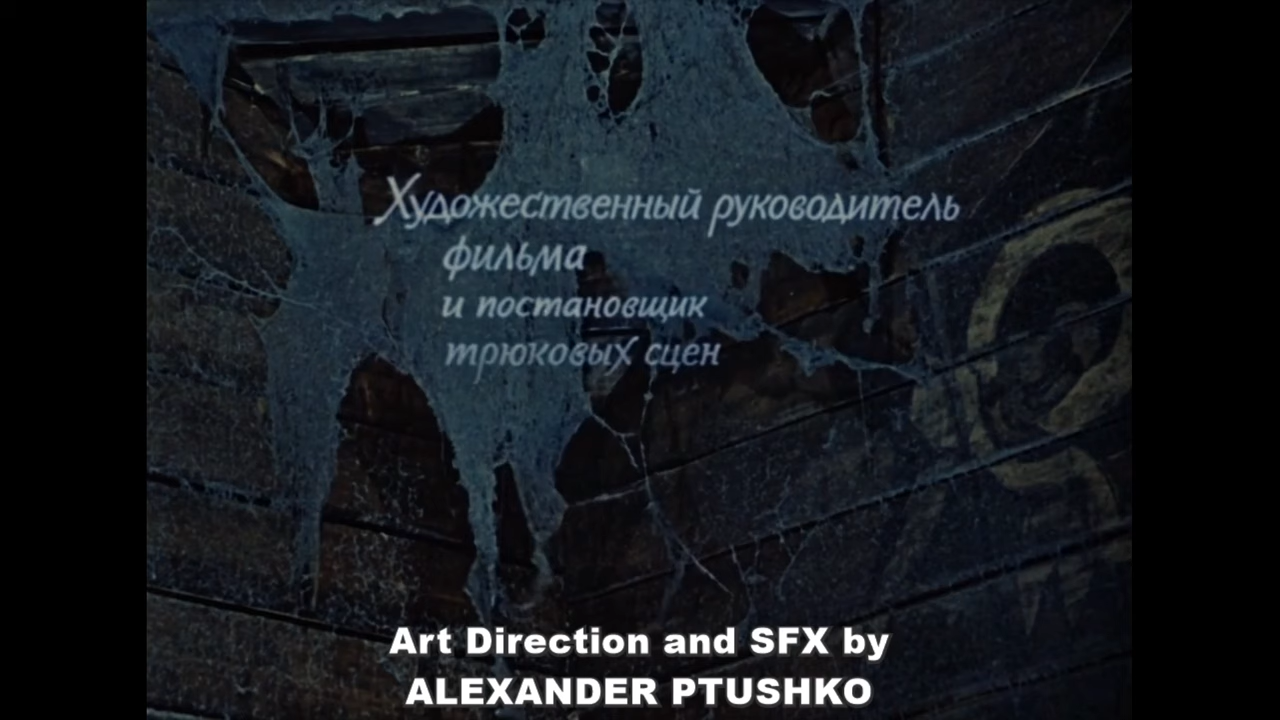 Художественный руководитель
фильма
и постановщик
трюковых сцен
Art Direction and SFX by
ALEXANDER PTUSHKO